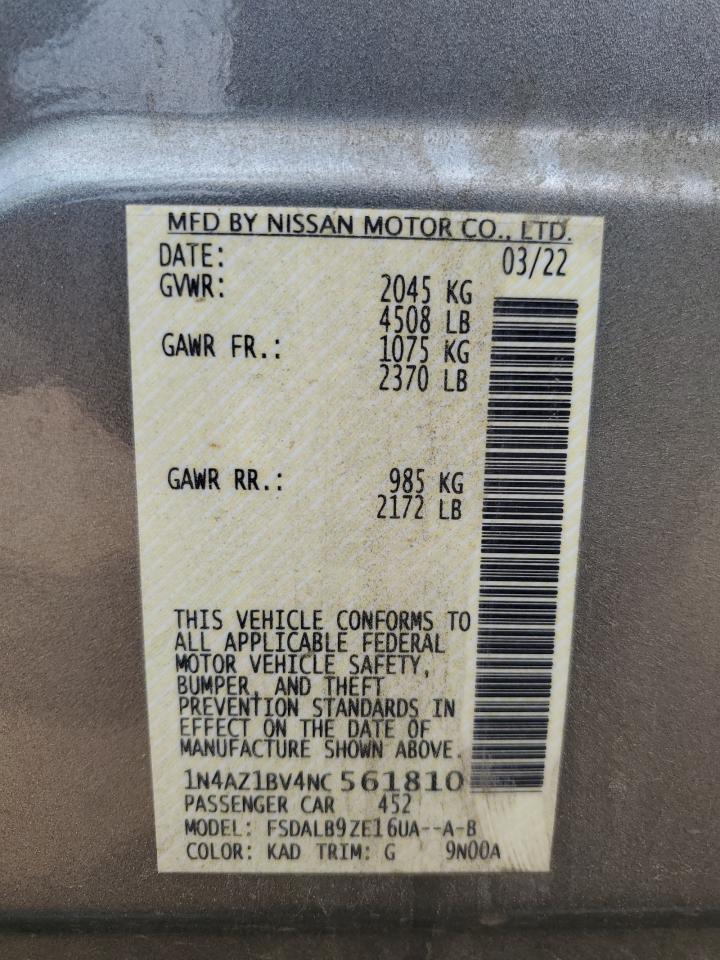 MFD BY NISSAN MOTOR CO., LTD.
DATE: 03/22
GVWR: 2045 KG
4508 LB
GAWR FR.: 1075 KG
2370 LB
GAWR RR.: 985 KG
2172 LB
THIS VEHICLE CONFORMS TO
ALL APPLICABLE FEDERAL
MOTOR VEHICLE SAFETY,
BUMPER, AND THEFT
PREVENTION STANDARDS IN
EFFECT ON THE DATE OF
MANUFACTURE SHOWN ABOVE.
1N4AZ1BV4NC 561810
PASSENGER CAR 452
MODEL: FSDALB9ZE16UA--A-B
COLOR: KAD TRIM: G 9N00A